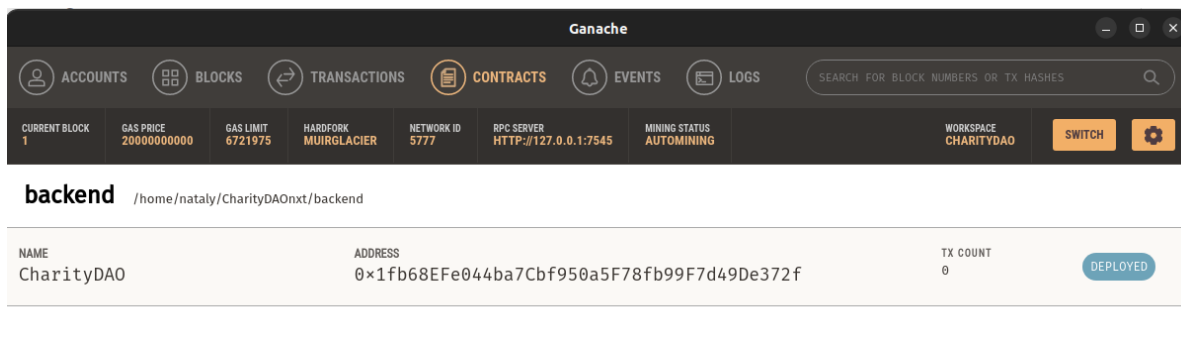 Ganache
ACCOUNTS BLOCKS TRANSACTIONS CONTRACTS EVENTS LOGS SEARCH FOR BLOCK NUMBERS OR TX HASHES
CURRENT BLOCK GAS PRICE GAS LIMIT HARDFORK NETWORK ID RPC SERVER MINING STATUS WORKSPACE
1 20000000000 6721975 MUIRGLACIER 5777 HTTP://127.0.0.1:7545 AUTOMINING CHARITYDAO SWITCH
backend /home/nataly/CharityDAOnxt/backend
NAME ADDRESS TX COUNT
CharityDAO 0×1fb68EFe044ba7Cbf950a5F78fb99F7d49De372f 0 DEPLOYED